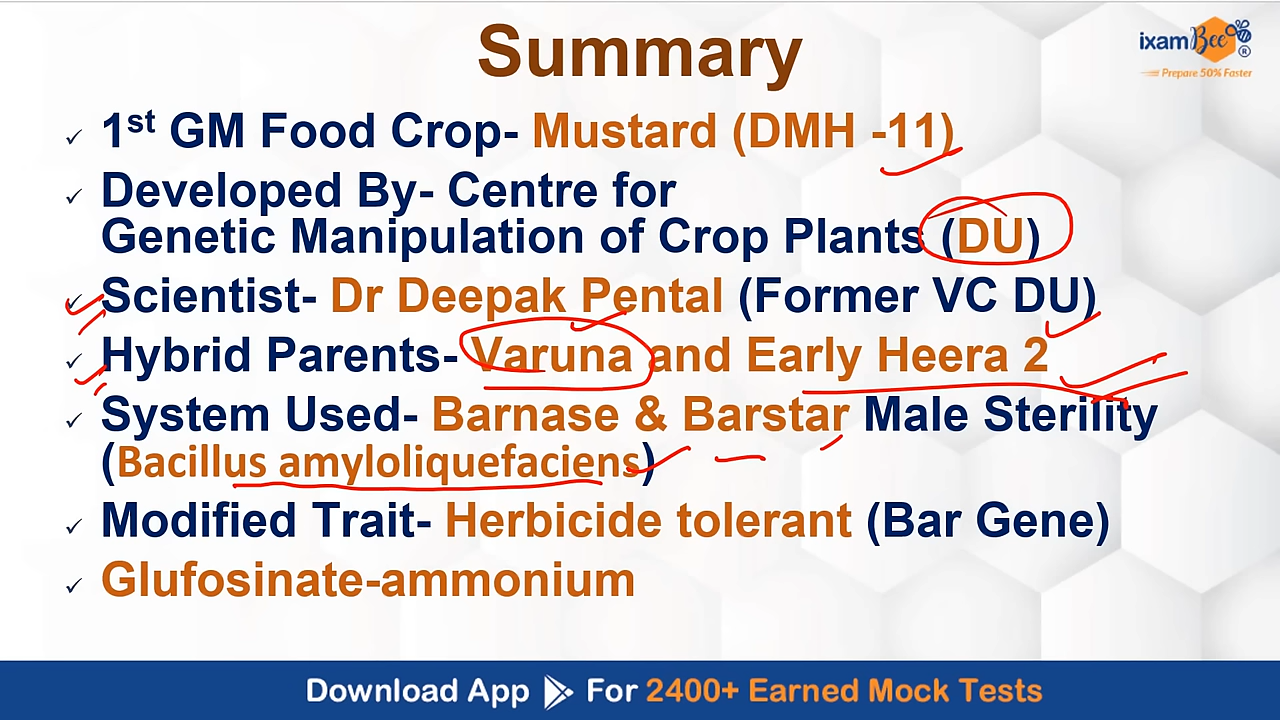 Summary
ixamBee
®
Prepare 50% Faster
✓ 1st GM Food Crop- Mustard (DMH -11)
✓ Developed By- Centre for
Genetic Manipulation of Crop Plants (DU)
✓ Scientist- Dr Deepak Pental (Former VC DU)
✓ Hybrid Parents- Varuna and Early Heera 2
✓ System Used- Barnase & Barstar Male Sterility
(Bacillus amyloliquefaciens)
✓ Modified Trait- Herbicide tolerant (Bar Gene)
✓ Glufosinate-ammonium
Download App For 2400+ Earned Mock Tests